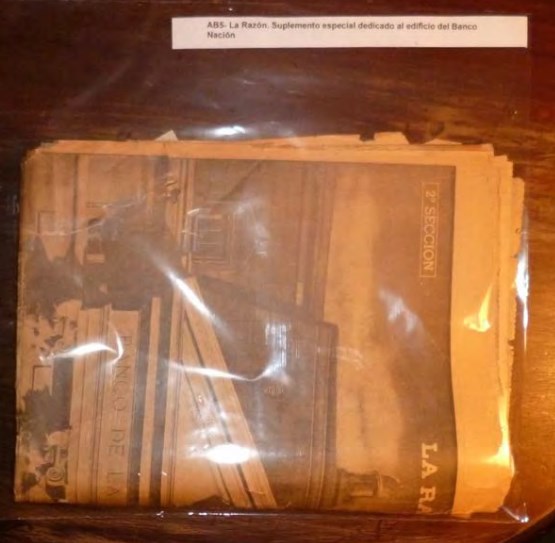 AB5- La Razón. Suplemento especial dedicado al edificio del Banco
Nación
2ª SECCION
LA RA
BANCO DE LA